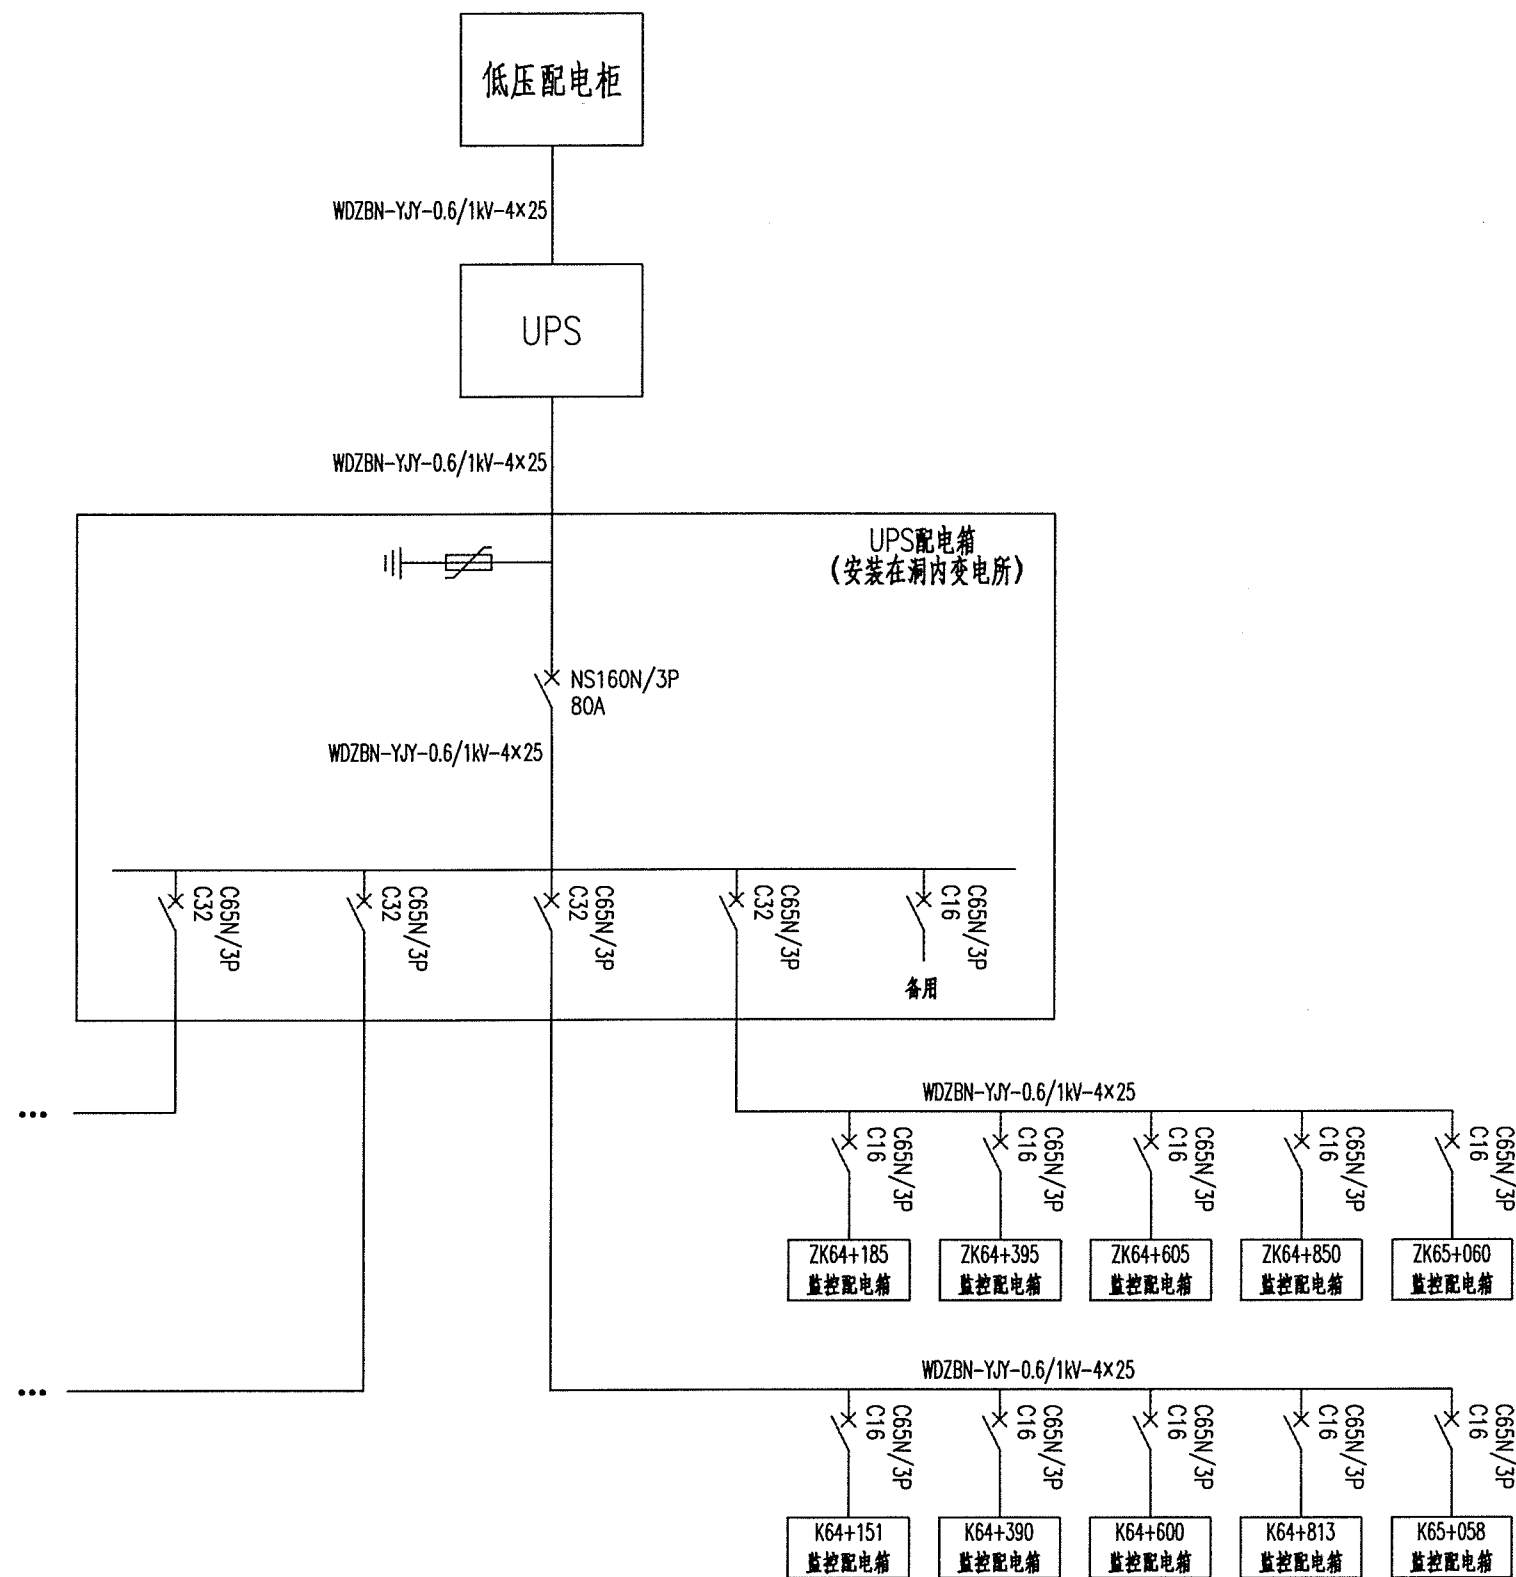 低压配电柜
WDZBN-YJY-0.6/1kV-4×25
UPS
WDZBN-YJY-0.6/1kV-4×25
UPS配电箱
(安装在洞内变电所)
NS160N/3P
80A
WDZBN-YJY-0.6/1kV-4×25
C65N/3P
C32
C65N/3P
C32
C65N/3P
C32
C65N/3P
C32
C65N/3P
C16
备用
...
WDZBN-YJY-0.6/1kV-4×25
C65N/3P
C16
C65N/3P
C16
C65N/3P
C16
C65N/3P
C16
C65N/3P
C16
ZK64+185
监控配电箱
ZK64+395
监控配电箱
ZK64+605
监控配电箱
ZK64+850
监控配电箱
ZK65+060
监控配电箱
...
WDZBN-YJY-0.6/1kV-4×25
C65N/3P
C16
C65N/3P
C16
C65N/3P
C16
C65N/3P
C16
C65N/3P
C16
K64+151
监控配电箱
K64+390
监控配电箱
K64+600
监控配电箱
K64+813
监控配电箱
K65+058
监控配电箱